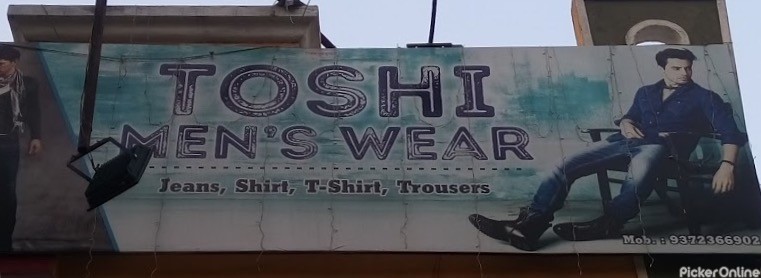 TOSHI
MEN'S WEAR
Jeans, Shirt, T-Shirt, Trousers
Mob. : 9372366902
PickerOnline